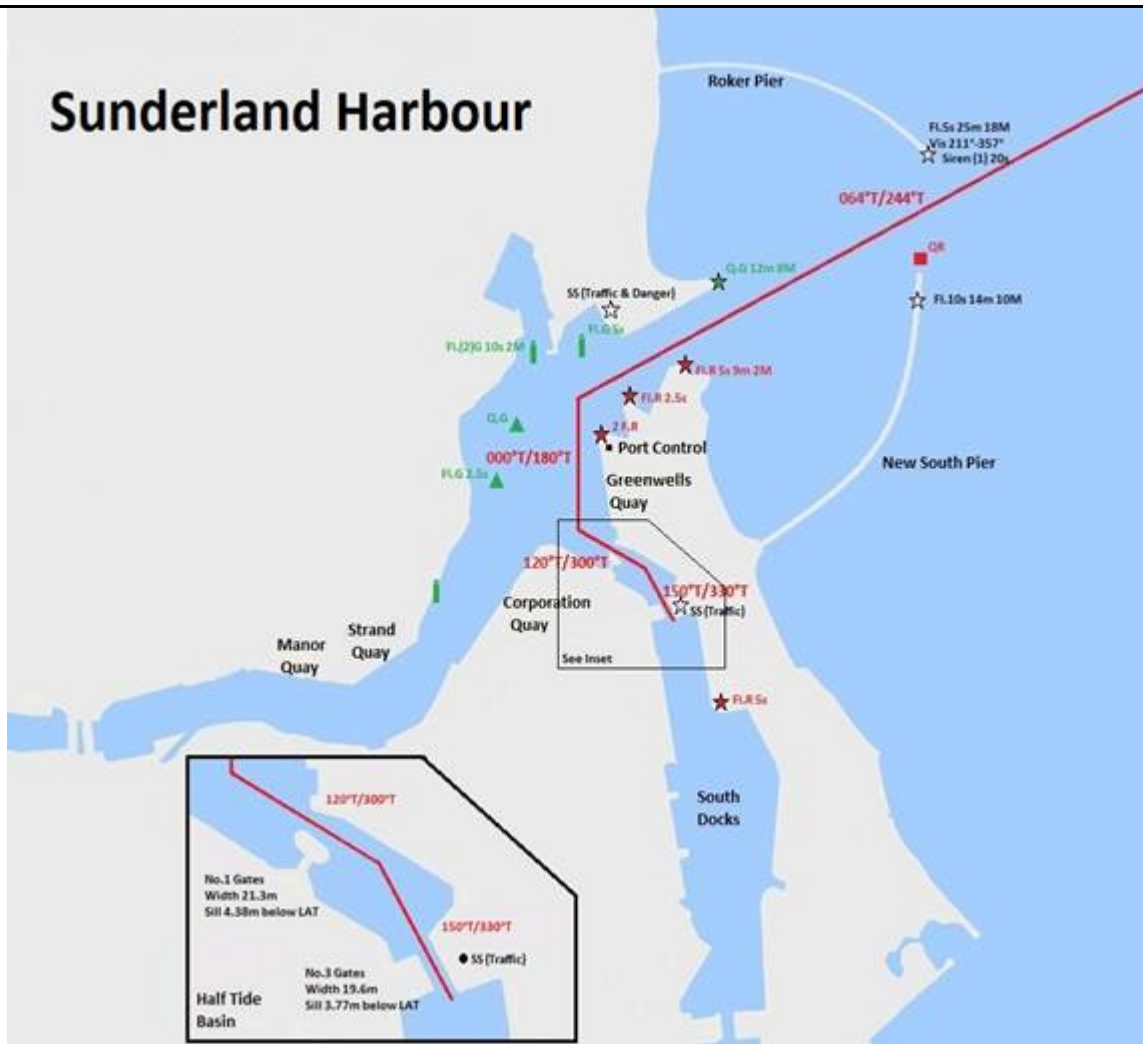 Sunderland Harbour
Roker Pier
Fl.5s 25m 18M
Vis 211°-357°
Siren (1) 20s
064°T/244°T
QR
Q.G 12m 8M
SS (Traffic & Danger)
Fl.10s 14m 10M
Fl.G 5s
Fl.(2)G 10s 2M
Fl.R 5s 9m 2M
Fl.R 2.5s
Q.G
2 F.R
Port Control
000°T/180°T
New South Pier
Fl.G 2.5s
Greenwells
Quay
120°T/300°T
150°T/330°T
SS (Traffic)
Corporation
Quay
Strand
Quay
Manor
Quay
See Inset
Fl.R 5s
South
Docks
120°T/300°T
No.1 Gates
Width 21.3m
Sill 4.38m below LAT
150°T/330°T
SS (Traffic)
No.3 Gates
Width 19.6m
Sill 3.77m below LAT
Half Tide
Basin